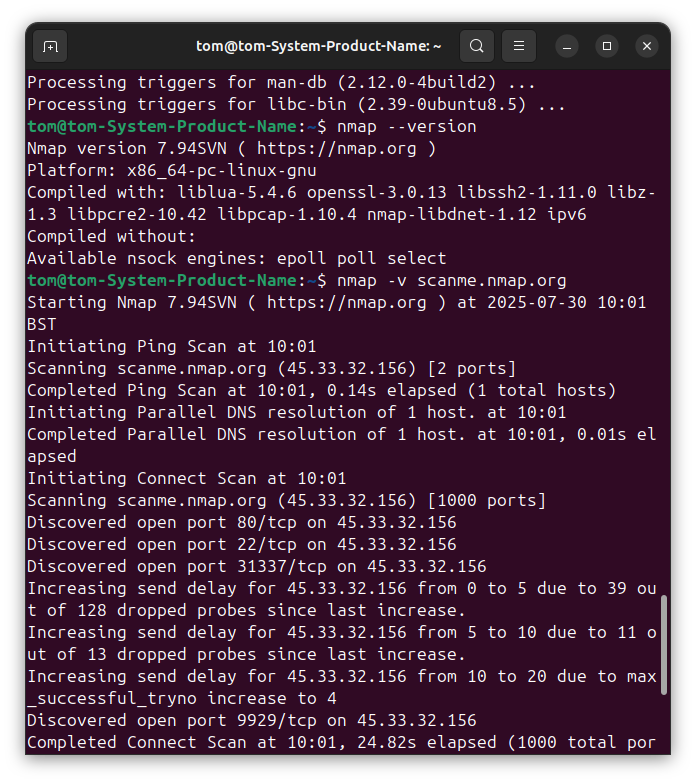 tom@tom-System-Product-Name: ~
Processing triggers for man-db (2.12.0-4build2) ...
Processing triggers for libc-bin (2.39-0ubuntu8.5) ...
tom@tom-System-Product-Name:~$ nmap --version
Nmap version 7.94SVN ( https://nmap.org )
Platform: x86_64-pc-linux-gnu
Compiled with: liblua-5.4.6 openssl-3.0.13 libssh2-1.11.0 libz-
1.3 libpcre2-10.42 libpcap-1.10.4 nmap-libdnet-1.12 ipv6
Compiled without:
Available nsock engines: epoll poll select
tom@tom-System-Product-Name:~$ nmap -v scanme.nmap.org
Starting Nmap 7.94SVN ( https://nmap.org ) at 2025-07-30 10:01
BST
Initiating Ping Scan at 10:01
Scanning scanme.nmap.org (45.33.32.156) [2 ports]
Completed Ping Scan at 10:01, 0.14s elapsed (1 total hosts)
Initiating Parallel DNS resolution of 1 host. at 10:01
Completed Parallel DNS resolution of 1 host. at 10:01, 0.01s el
apsed
Initiating Connect Scan at 10:01
Scanning scanme.nmap.org (45.33.32.156) [1000 ports]
Discovered open port 80/tcp on 45.33.32.156
Discovered open port 22/tcp on 45.33.32.156
Discovered open port 31337/tcp on 45.33.32.156
Increasing send delay for 45.33.32.156 from 0 to 5 due to 39 ou
t of 128 dropped probes since last increase.
Increasing send delay for 45.33.32.156 from 5 to 10 due to 11 o
ut of 13 dropped probes since last increase.
Increasing send delay for 45.33.32.156 from 10 to 20 due to max
_successful_tryno increase to 4
Discovered open port 9929/tcp on 45.33.32.156
Completed Connect Scan at 10:01, 24.82s elapsed (1000 total por